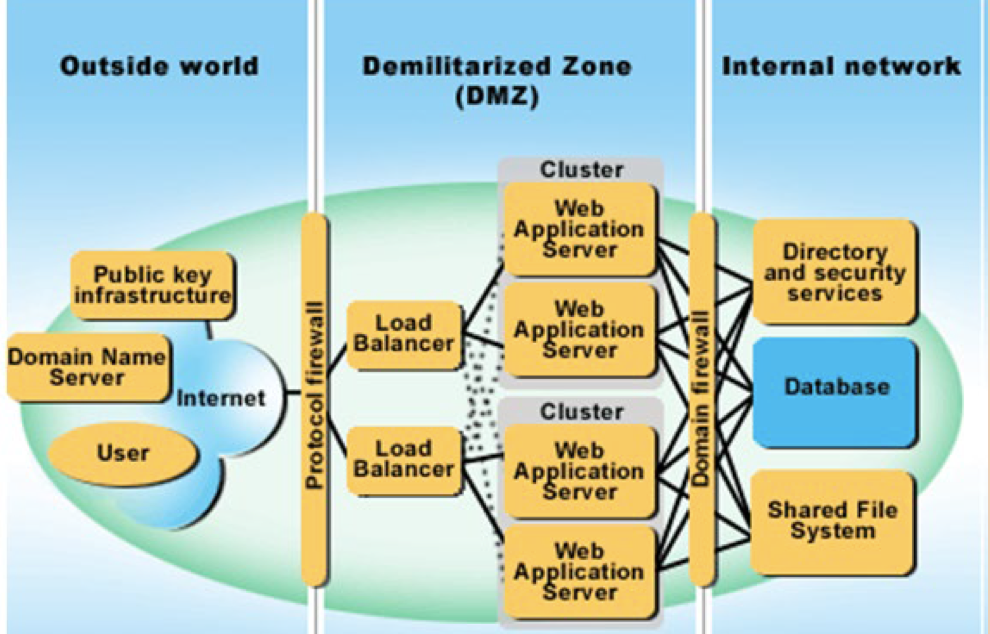 Outside world
Demilitarized Zone
(DMZ)
Internal network
Public key
infrastructure
Domain Name
Server
Internet
User
Protocol firewall
Load
Balancer
Load
Balancer
Cluster
Web
Application
Server
Web
Application
Server
Cluster
Web
Application
Server
Web
Application
Server
Domain firewall
Directory
and security
services
Database
Shared File
System